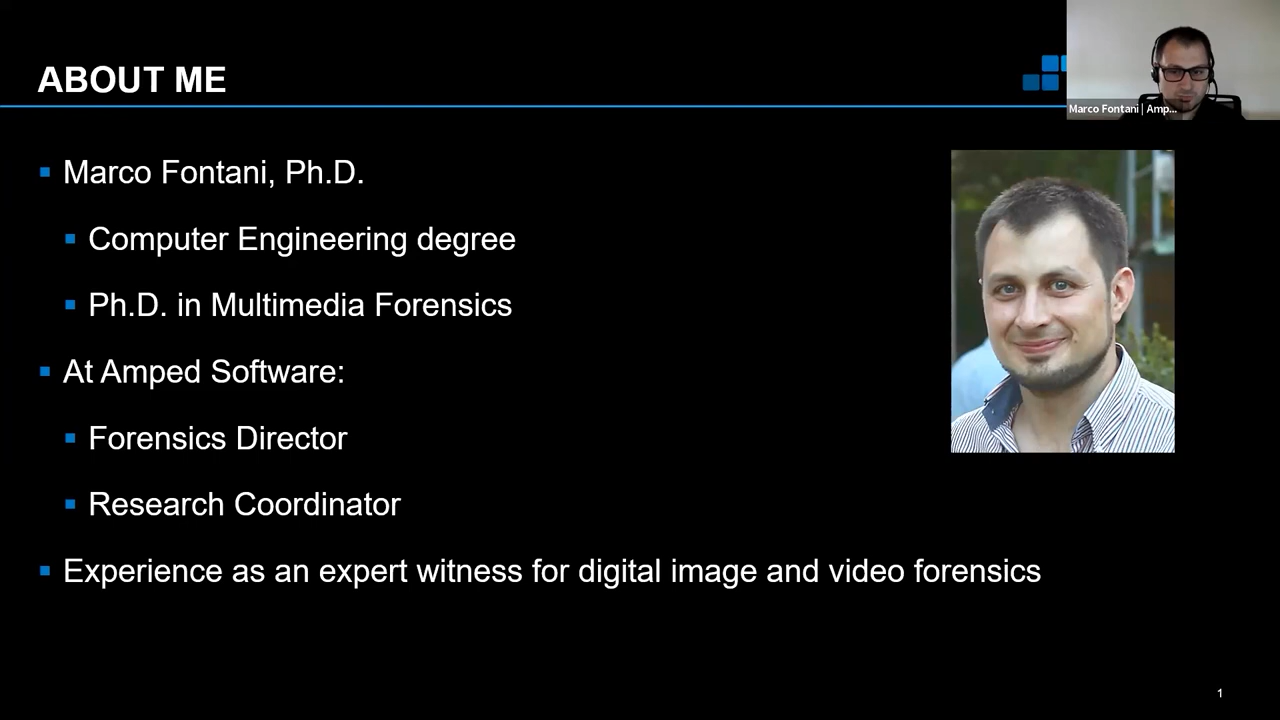 ABOUT ME
Marco Fontani | Amp...
Marco Fontani, Ph.D.
Computer Engineering degree
Ph.D. in Multimedia Forensics
At Amped Software:
Forensics Director
Research Coordinator
Experience as an expert witness for digital image and video forensics
1